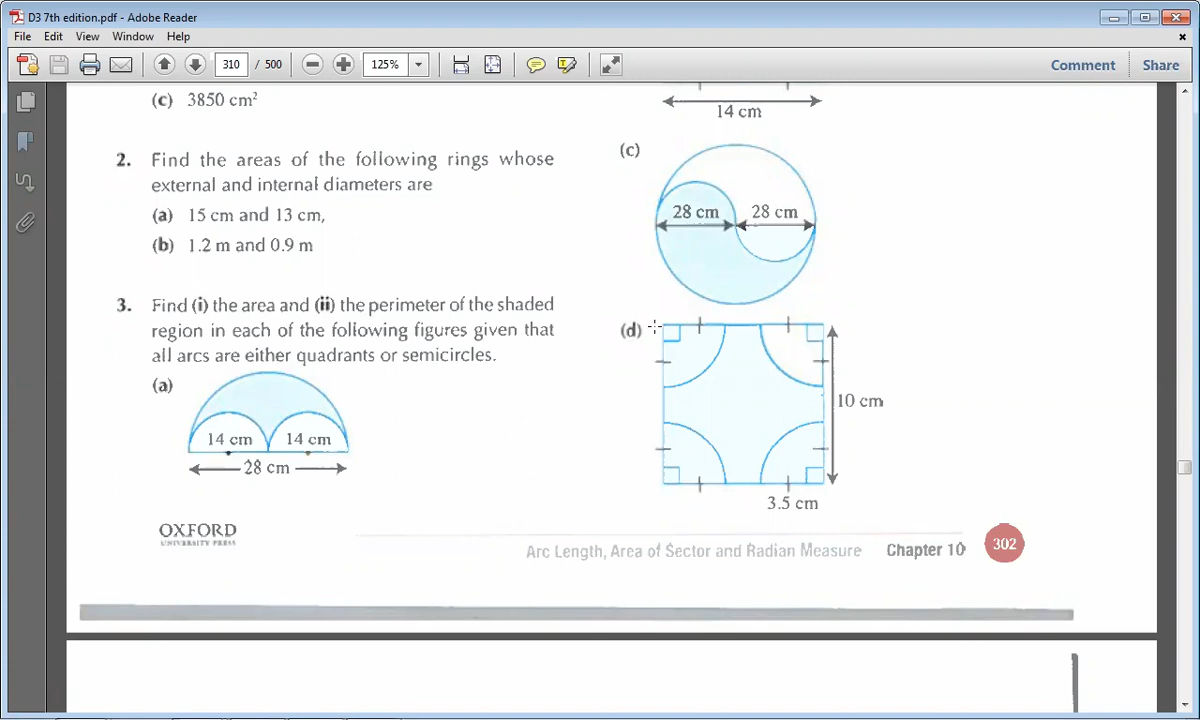 D3 7th edition.pdf - Adobe Reader
File Edit View Window Help
310 / 500 125% Comment Share
(c) 3850 cm²
2. Find the areas of the following rings whose
external and internal diameters are
(a) 15 cm and 13 cm,
(b) 1.2 m and 0.9 m
3. Find (i) the area and (ii) the perimeter of the shaded
region in each of the following figures given that
all arcs are either quadrants or semicircles.
(a)
14 cm 14 cm
28 cm
14 cm
(c)
28 cm 28 cm
(d)
10 cm
3.5 cm
OXFORD
UNIVERSITY PRESS
Arc Length, Area of Sector and Radian Measure Chapter 10 302